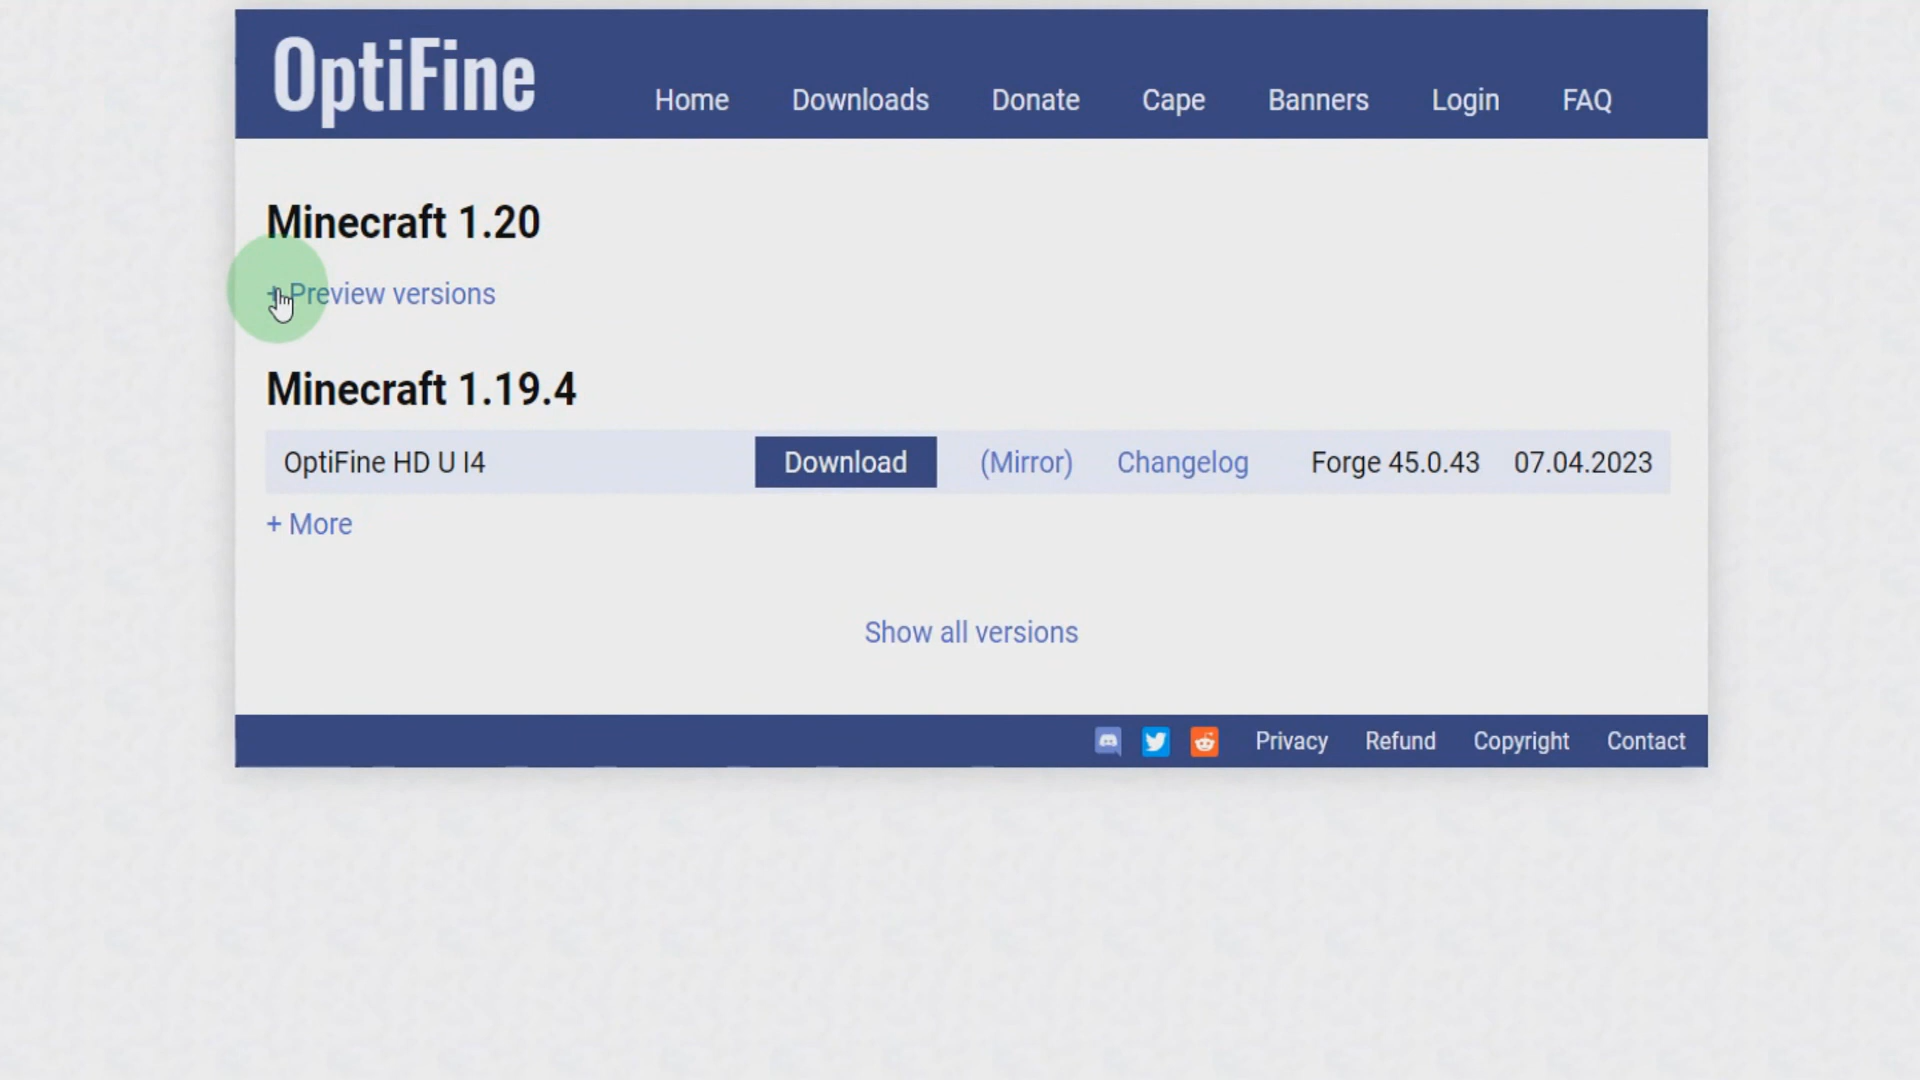 OptiFine
Home Downloads Donate Cape Banners Login FAQ
Minecraft 1.20
+ Preview versions
Minecraft 1.19.4
OptiFine HD U I4 Download (Mirror) Changelog Forge 45.0.43 07.04.2023
+ More
Show all versions
Privacy Refund Copyright Contact